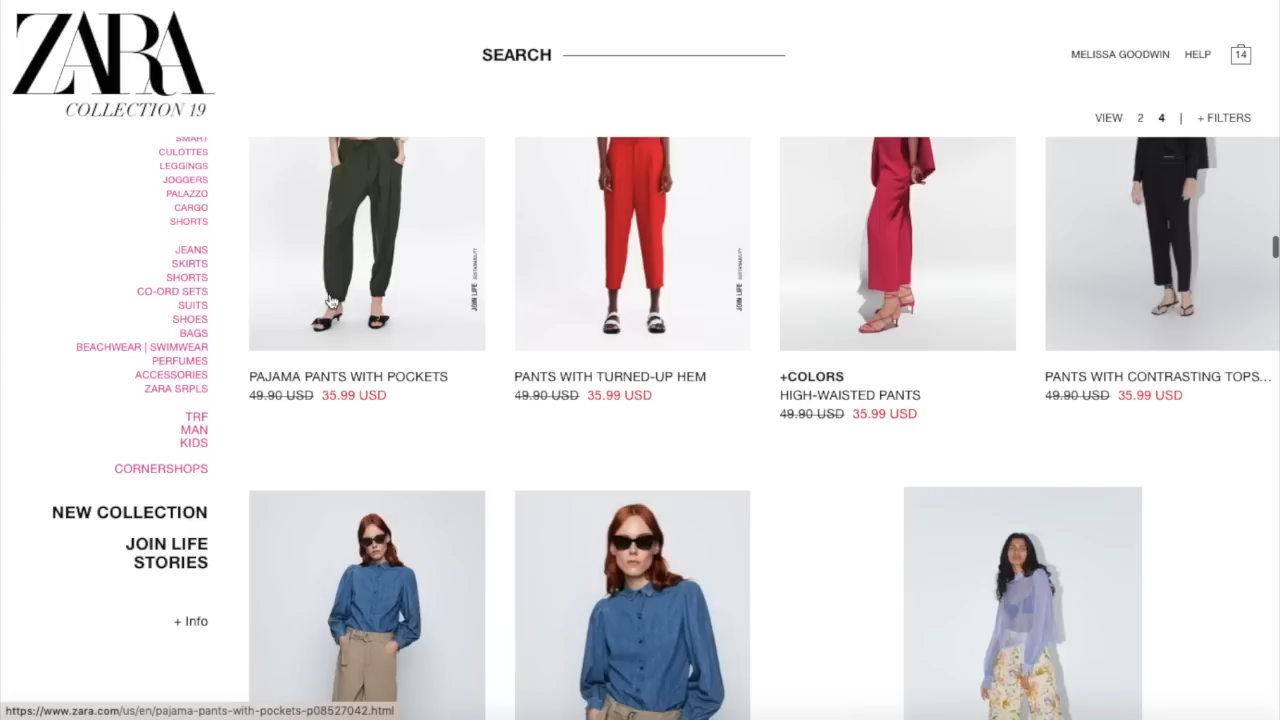 ZARA
COLLECTION 19
SEARCH
MELISSA GOODWIN HELP 14
VIEW 2 4 | + FILTERS
SMART
CULOTTES
LEGGINGS
JOGGERS
PALAZZO
CARGO
SHORTS
JEANS
SKIRTS
SHORTS
CO-ORD SETS
SUITS
SHOES
BAGS
BEACHWEAR | SWIMWEAR
PERFUMES
ACCESSORIES
ZARA SRPLS
TRF
MAN
KIDS
CORNERSHOPS
NEW COLLECTION
JOIN LIFE
STORIES
+ Info
JOIN LIFE SUSTAINABILITY
JOIN LIFE SUSTAINABILITY
PAJAMA PANTS WITH POCKETS
49.90 USD 35.99 USD
PANTS WITH TURNED-UP HEM
49.90 USD 35.99 USD
+COLORS
HIGH-WAISTED PANTS
49.90 USD 35.99 USD
PANTS WITH CONTRASTING TOPS...
49.90 USD 35.99 USD
https://www.zara.com/us/en/pajama-pants-with-pockets-p08527042.html